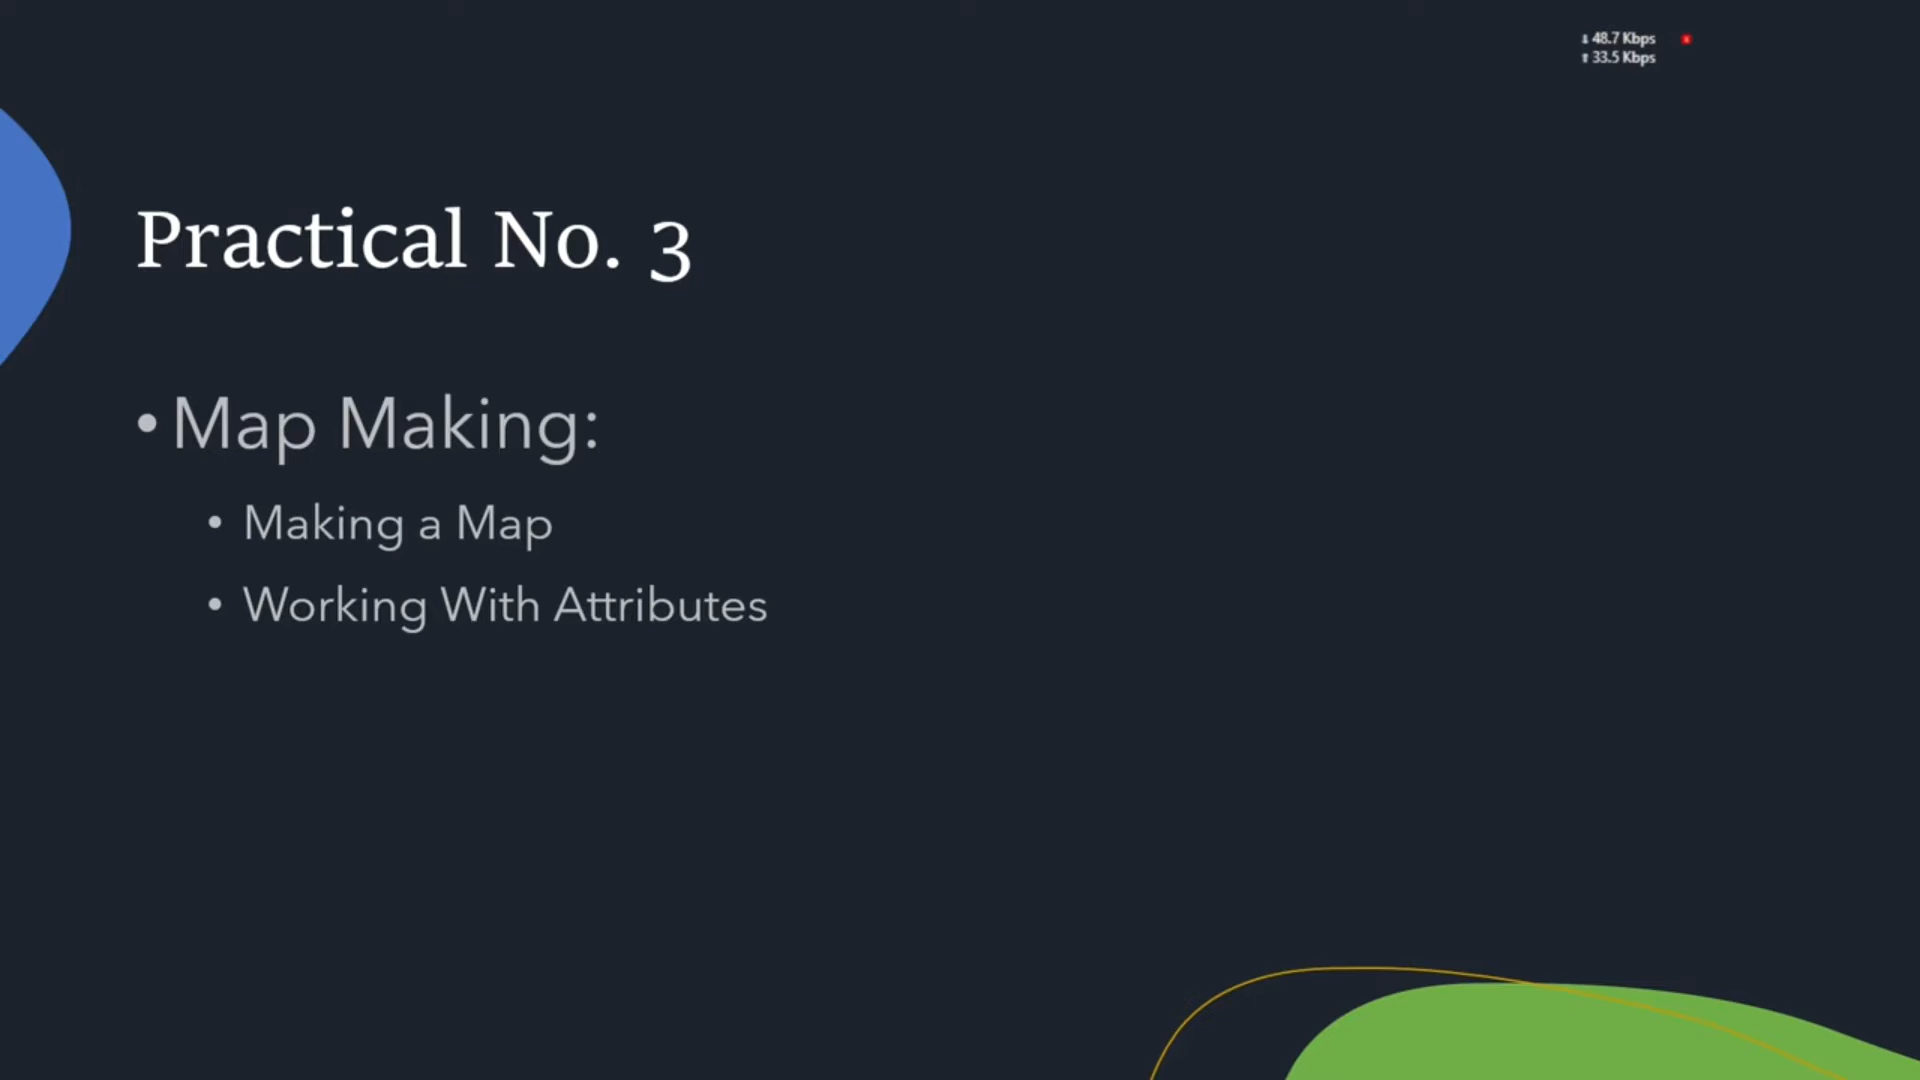 48.7 Kbps
33.5 Kbps
Practical No. 3
• Map Making:
• Making a Map
• Working With Attributes